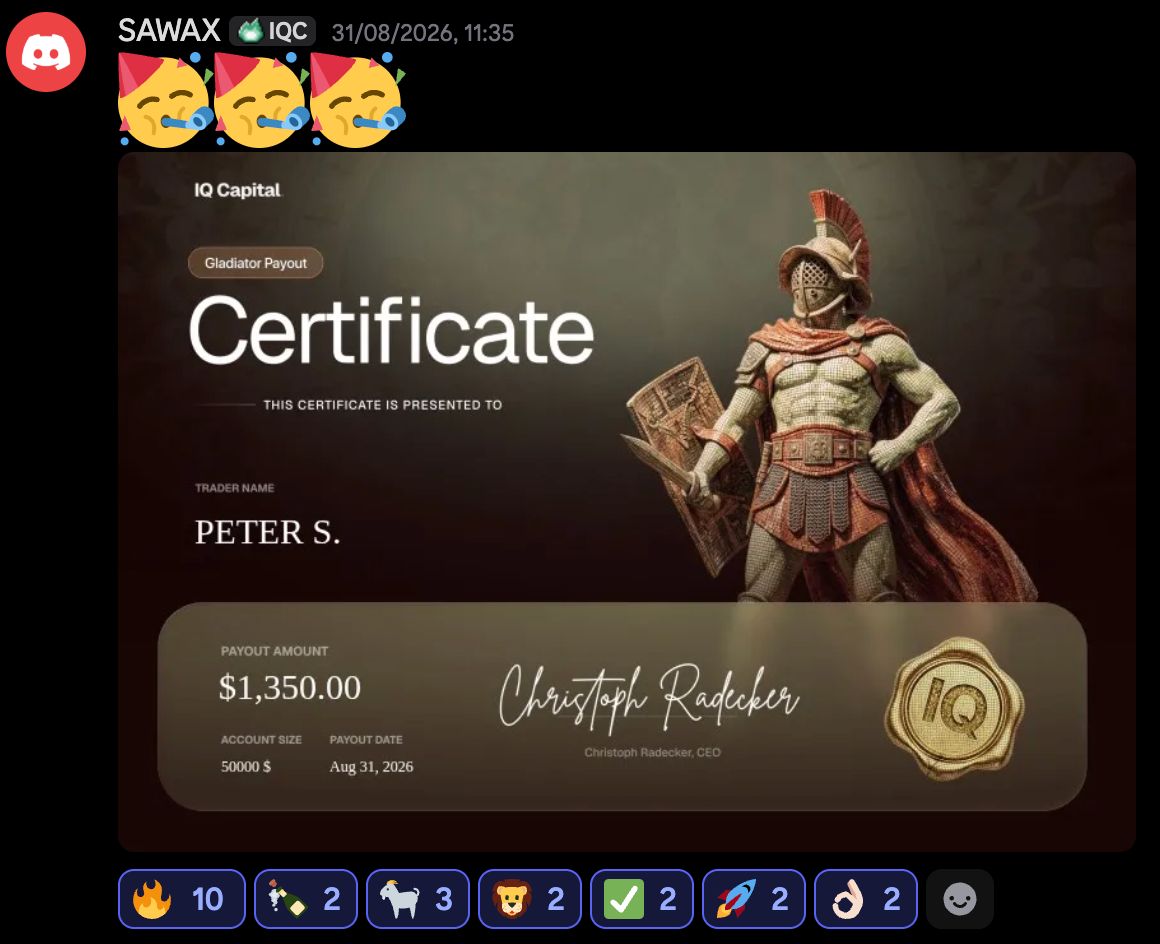 SAWAX IQC 31/08/2026, 11:35
IQ Capital
Gladiator Payout
Certificate
THIS CERTIFICATE IS PRESENTED TO
TRADER NAME
PETER S.
PAYOUT AMOUNT
$1,350.00
ACCOUNT SIZE PAYOUT DATE
50000 $ Aug 31, 2026
Christoph Radecker
Christoph Radecker, CEO
IQ
10 2 3 2 2 2 2